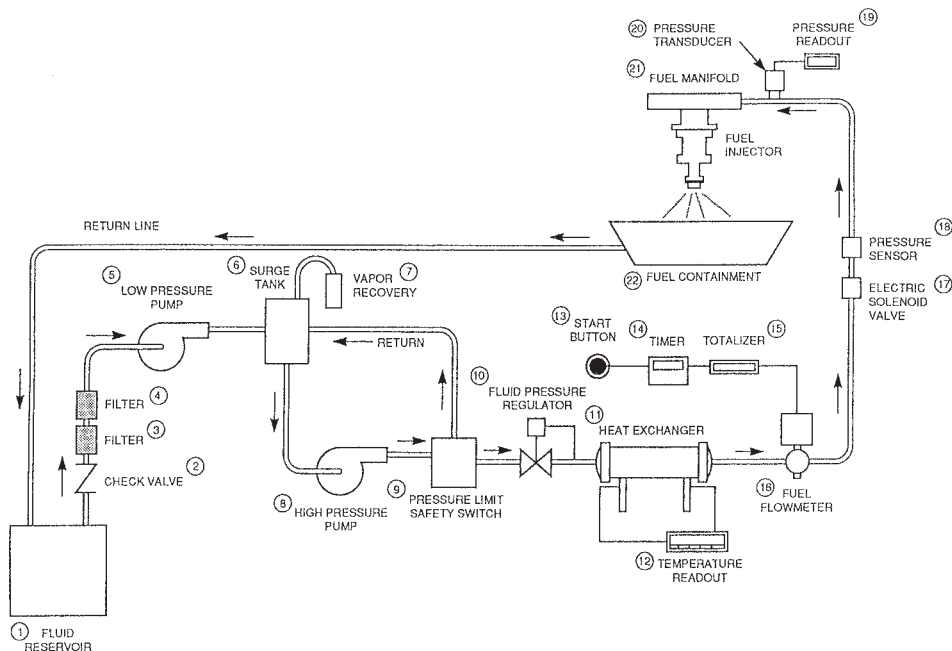 20 PRESSURE
TRANSDUCER
PRESSURE 19
READOUT
21 FUEL MANIFOLD
FUEL
INJECTOR
RETURN LINE
18
PRESSURE
SENSOR
6 SURGE
TANK
VAPOR 7
RECOVERY
22 FUEL CONTAINMENT
ELECTRIC 17
SOLENOID
VALVE
5
LOW PRESSURE
PUMP
13
START
BUTTON
14
TIMER
15
TOTALIZER
RETURN
10
FLUID PRESSURE
REGULATOR
FILTER 4
11
HEAT EXCHANGER
FILTER 3
2
CHECK VALVE
8 HIGH PRESSURE
PUMP
9 PRESSURE LIMIT
SAFETY SWITCH
16 FUEL
FLOWMETER
12 TEMPERATURE
READOUT
1 FLUID
RESERVOIR